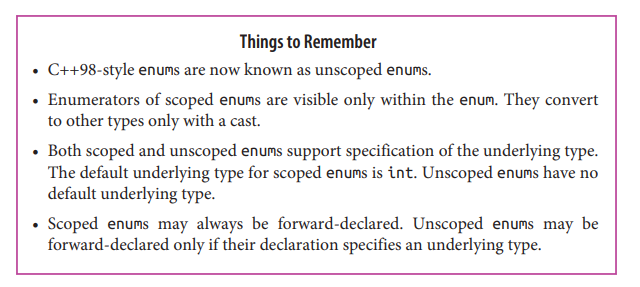 Things to Remember
• C++98-style enums are now known as unscoped enums.
• Enumerators of scoped enums are visible only within the enum. They convert
to other types only with a cast.
• Both scoped and unscoped enums support specification of the underlying type.
The default underlying type for scoped enums is int. Unscoped enums have no
default underlying type.
• Scoped enums may always be forward-declared. Unscoped enums may be
forward-declared only if their declaration specifies an underlying type.